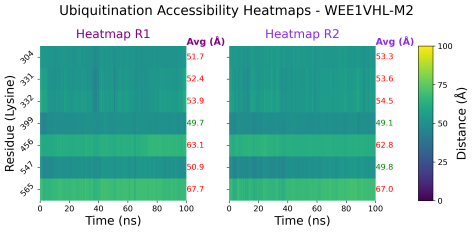 Ubiquitination Accessibility Heatmaps - WEE1VHL-M2
Heatmap R1
Avg (Å)
Heatmap R2
Avg (Å)
Residue (Lysine)
304
331
332
399
456
547
565
51.7
52.4
53.9
49.7
63.1
50.9
67.7
53.3
53.6
54.5
49.1
62.8
49.8
67.0
0 20 40 60 80 100
Time (ns)
0 20 40 60 80 100
Time (ns)
100
75
50
25
0
Distance (Å)